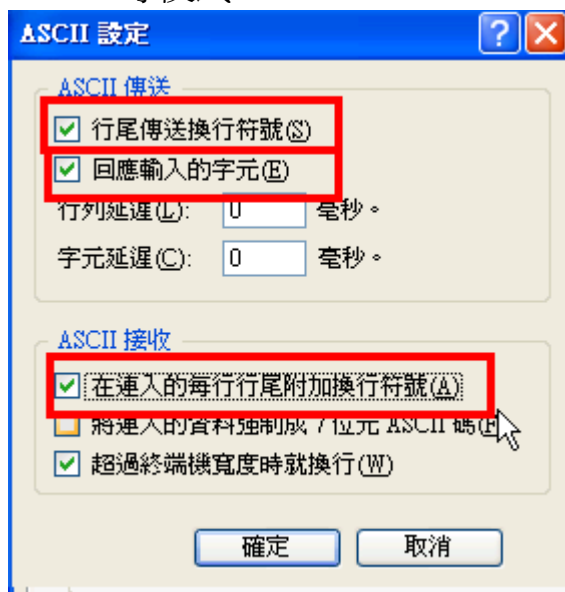 ASCII 設定
ASCII 傳送
行尾傳送換行符號(S)
回應輸入的字元(E)
行列延遲(L): 0 毫秒。
字元延遲(C): 0 毫秒。
ASCII 接收
在連入的每行行尾附加換行符號(A)
將連入的資料強制成 7 位元 ASCII 碼
超過終端機寬度時就換行(W)
確定 取消